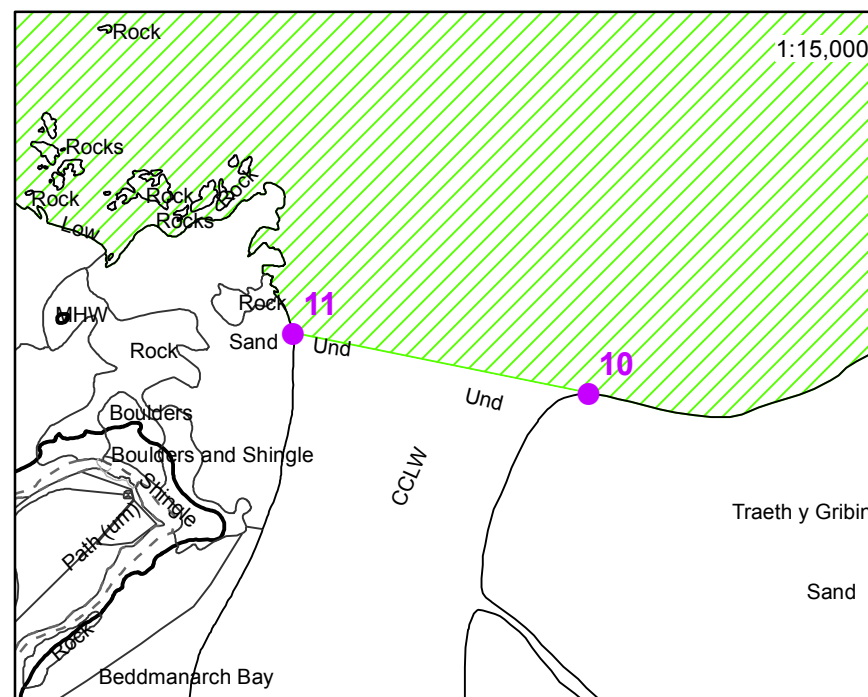 Rock
1:15,000
Rocks
Rock
Rock
Rock
Rocks
Low
Rock
11
MHW
Sand
Und
Rock
10
Und
Boulders
Boulders and Shingle
CCLW
Shingle
Path (um)
Traeth y Gribin
Sand
Rock
Beddmanarch Bay